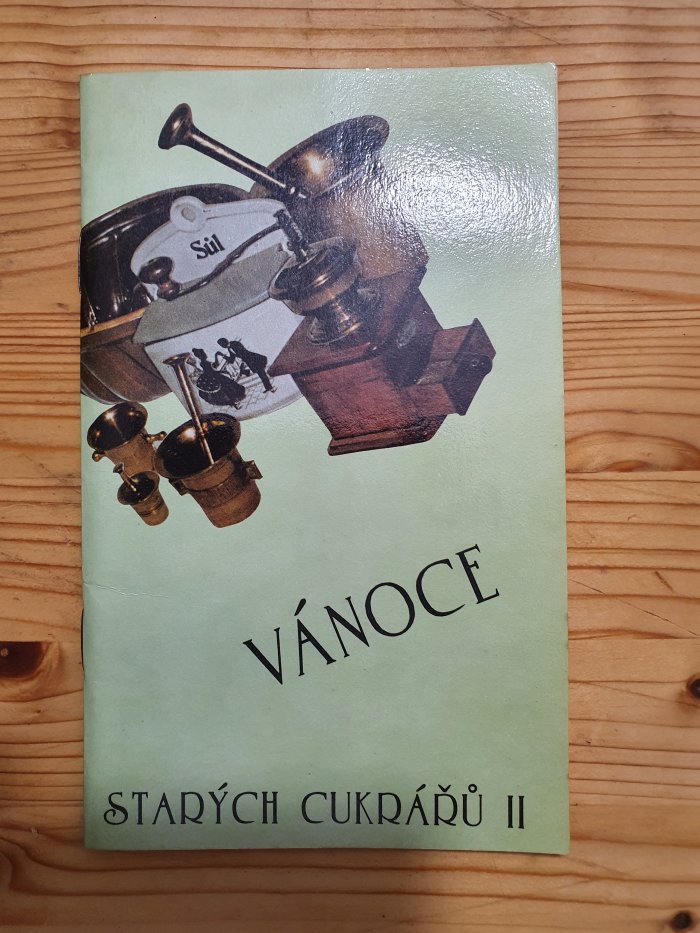 Sůl
VÁNOCE
STARÝCH CUKRÁŘŮ II